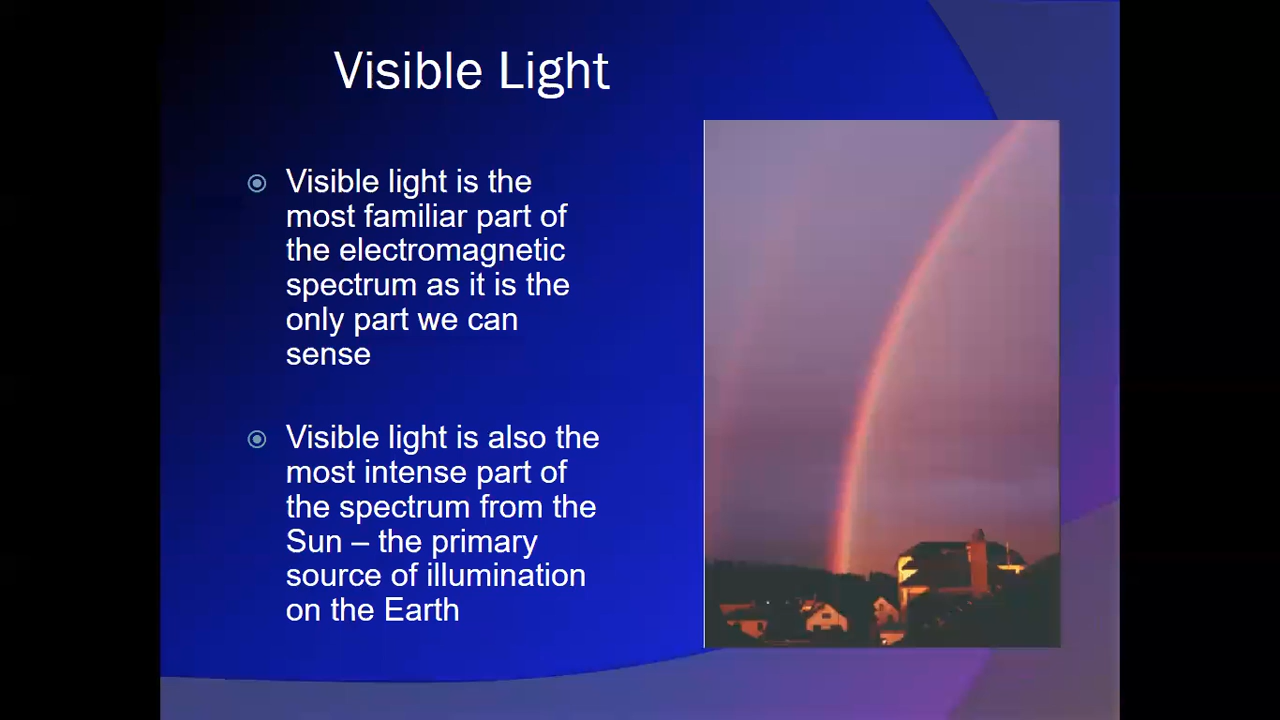 Visible Light
Visible light is the
most familiar part of
the electromagnetic
spectrum as it is the
only part we can
sense
Visible light is also the
most intense part of
the spectrum from the
Sun – the primary
source of illumination
on the Earth